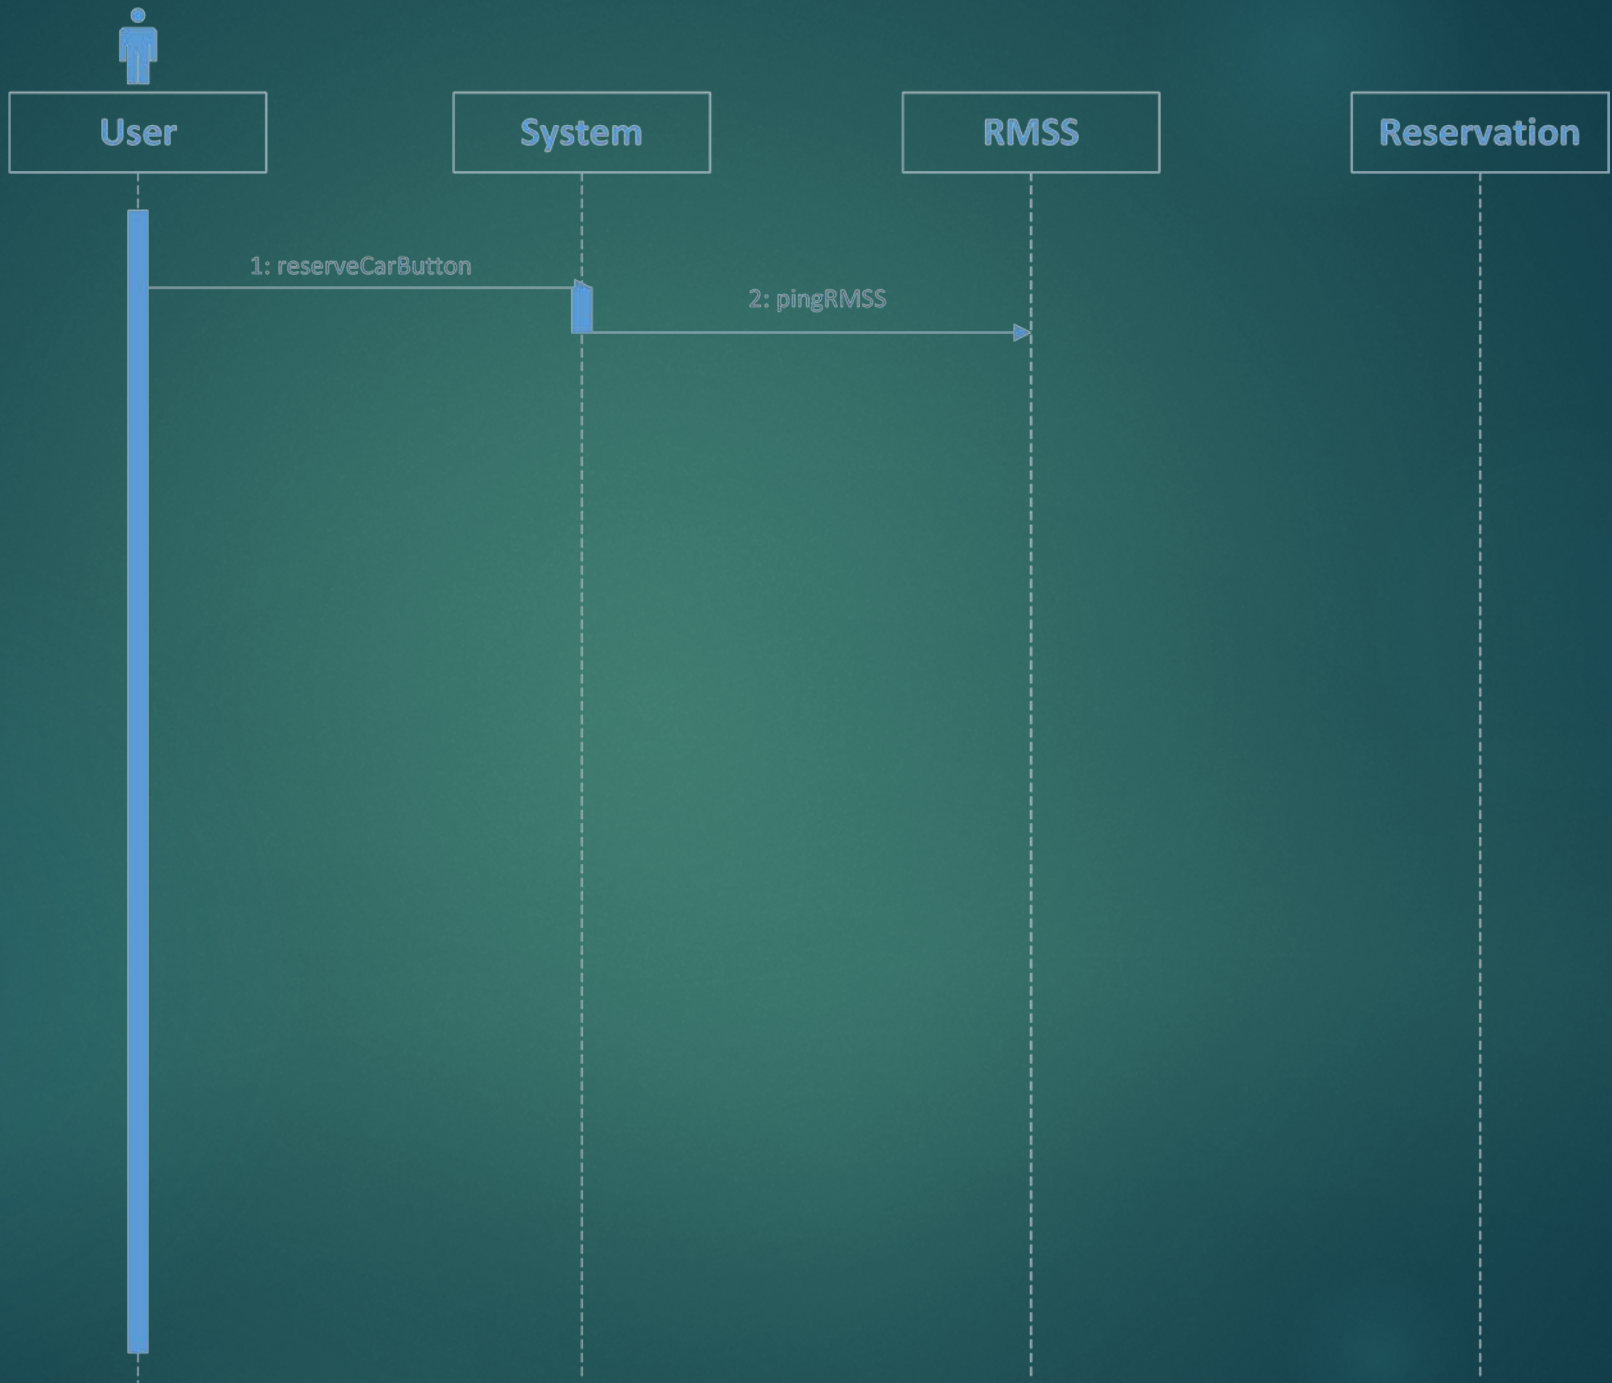 User
System
RMSS
Reservation
1: reserveCarButton
2: pingRMSS